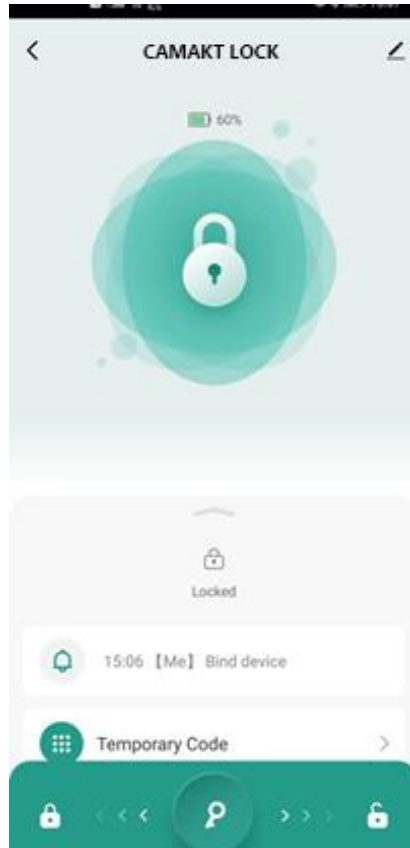 CAMAKT LOCK
60%
Locked
15:06 【Me】 Bind device
Temporary Code